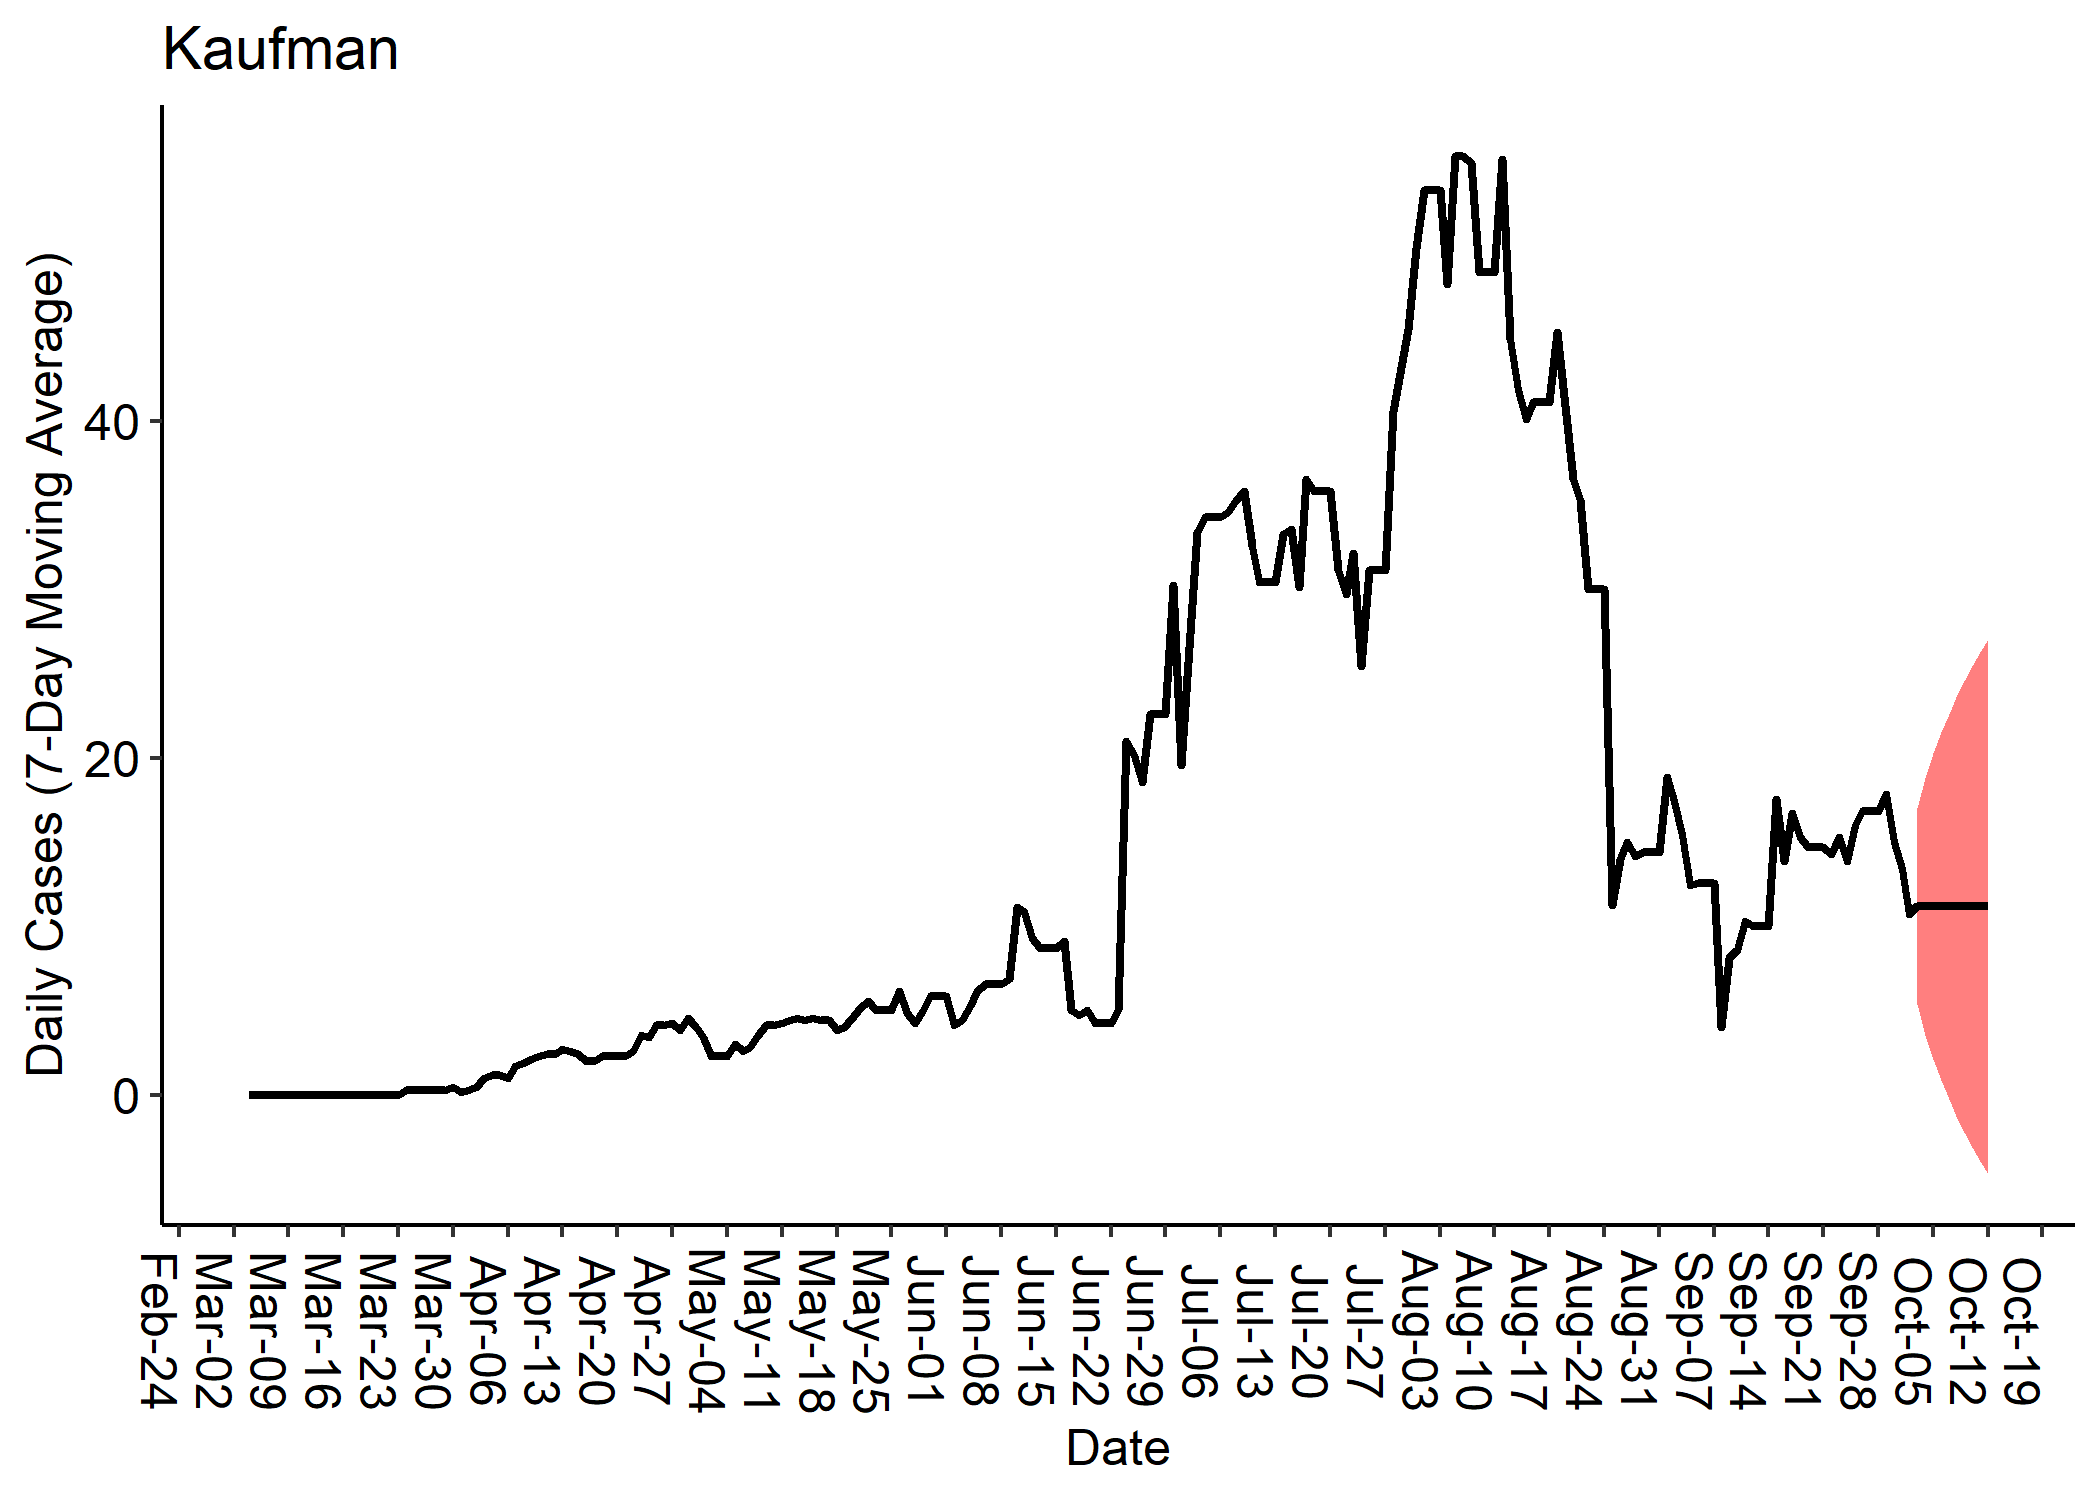 Kaufman
Daily Cases (7-Day Moving Average)
40
20
0
Feb-24
Mar-02
Mar-09
Mar-16
Mar-23
Mar-30
Apr-06
Apr-13
Apr-20
Apr-27
May-04
May-11
May-18
May-25
Jun-01
Jun-08
Jun-15
Jun-22
Jun-29
Jul-06
Jul-13
Jul-20
Jul-27
Aug-03
Aug-10
Aug-17
Aug-24
Aug-31
Sep-07
Sep-14
Sep-21
Sep-28
Oct-05
Oct-12
Oct-19
Date